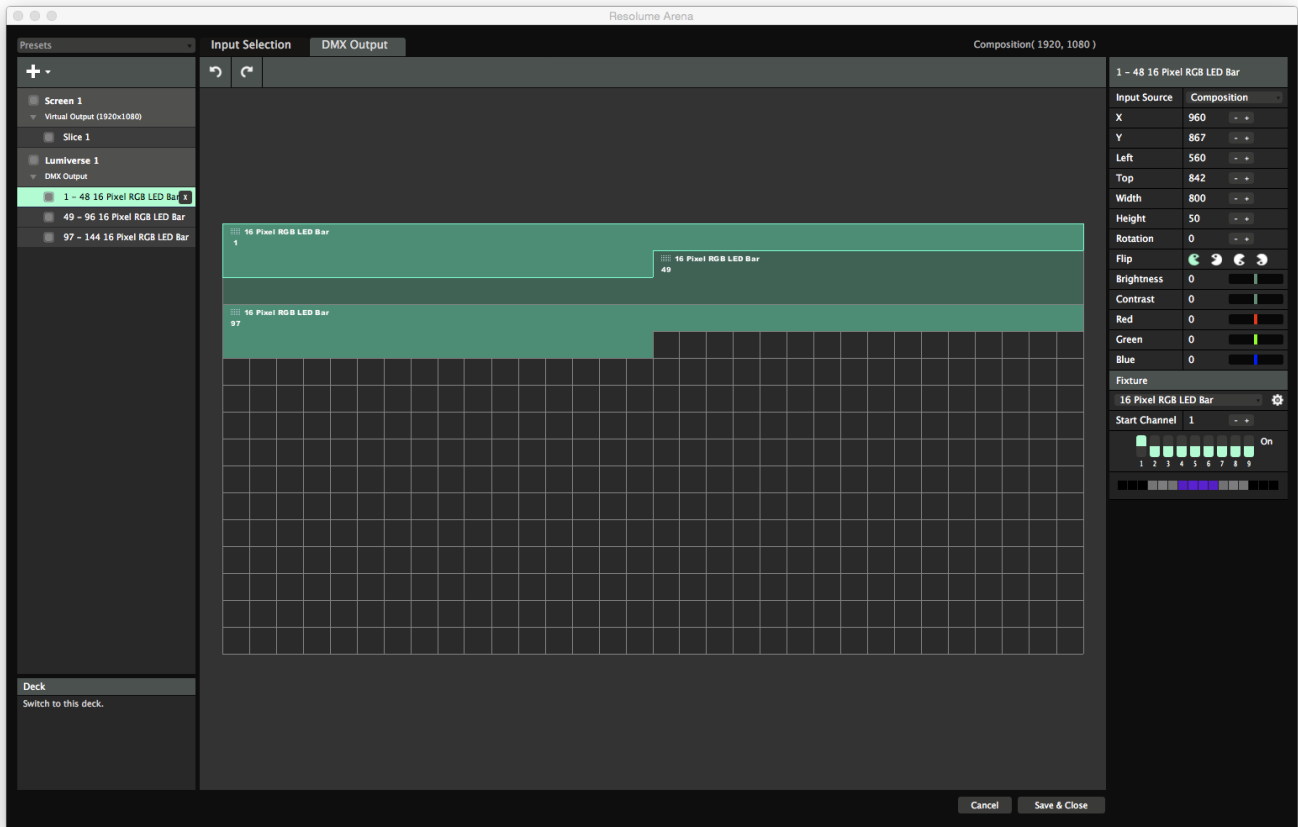 Resolume Arena
Presets
Input Selection
DMX Output
Composition( 1920, 1080 )
Screen 1
Virtual Output (1920x1080)
Slice 1
Lumiverse 1
DMX Output
1 - 48 16 Pixel RGB LED Bar x
49 - 96 16 Pixel RGB LED Bar
97 - 144 16 Pixel RGB LED Bar
Deck
Switch to this deck.
16 Pixel RGB LED Bar
1
16 Pixel RGB LED Bar
49
16 Pixel RGB LED Bar
97
1 - 48 16 Pixel RGB LED Bar
Input Source Composition
X 960 - +
Y 867 - +
Left 560 - +
Top 842 - +
Width 800 - +
Height 50 - +
Rotation 0 - +
Flip
Brightness 0
Contrast 0
Red 0
Green 0
Blue 0
Fixture
16 Pixel RGB LED Bar
Start Channel 1 - +
On
1 2 3 4 5 6 7 8 9
Cancel
Save & Close